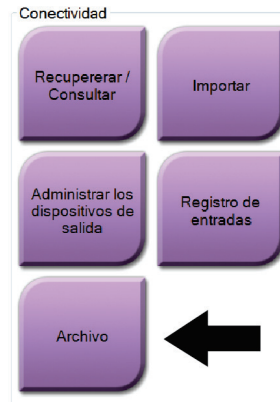 Conectividad
Recupererar /
Consultar
Importar
Administrar los
dispositivos de
salida
Registro de
entradas
Archivo